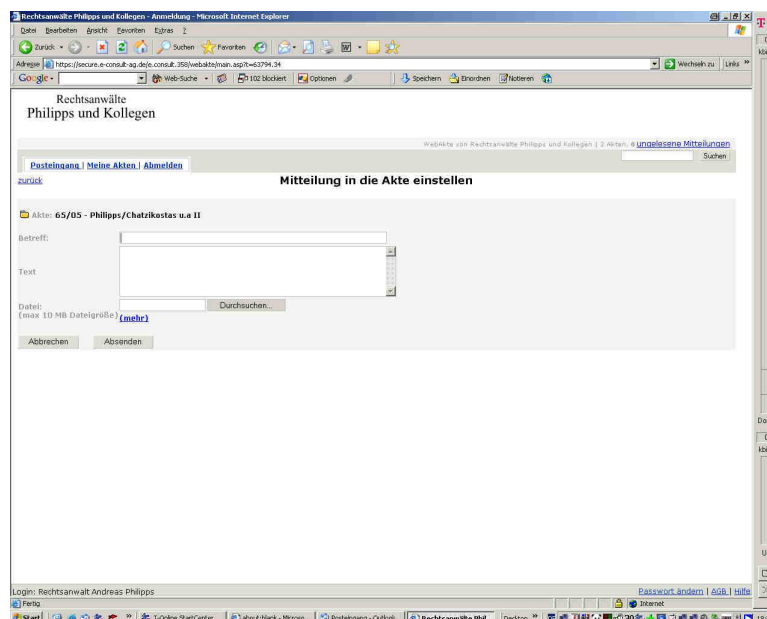 Rechtsanwälte Philipps und Kollegen - Anmeldung - Microsoft Internet Explorer
Datei Bearbeiten Ansicht Favoriten Extras ?
Zurück Suchen Favoriten
Adresse https://secure.e-consult-ag.de/e.consult.358/webakte/main.asp?t=63794.34 Wechseln zu Links »
Google Web-Suche 102 blockiert Optionen Speichern Einordnen Notieren
Rechtsanwälte
Philipps und Kollegen
WebAkte von Rechtsanwälte Philipps und Kollegen | 2 Akten, 6 ungelesene Mitteilungen
Suchen
Posteingang | Meine Akten | Abmelden
zurück
Mitteilung in die Akte einstellen
Akte: 65/05 - Philipps/Chatzikostas u.a II
Betreff:
Text
Datei: Durchsuchen...
(max 10 MB Dateigröße) (mehr)
Abbrechen Absenden
Login: Rechtsanwalt Andreas Philipps Passwort ändern | AGB | Hilfe
Fertig Internet
Start T-Online StartCenter about:blank - Microso... Posteingang - Outlook Rechtsanwälte Phil... Desktop »